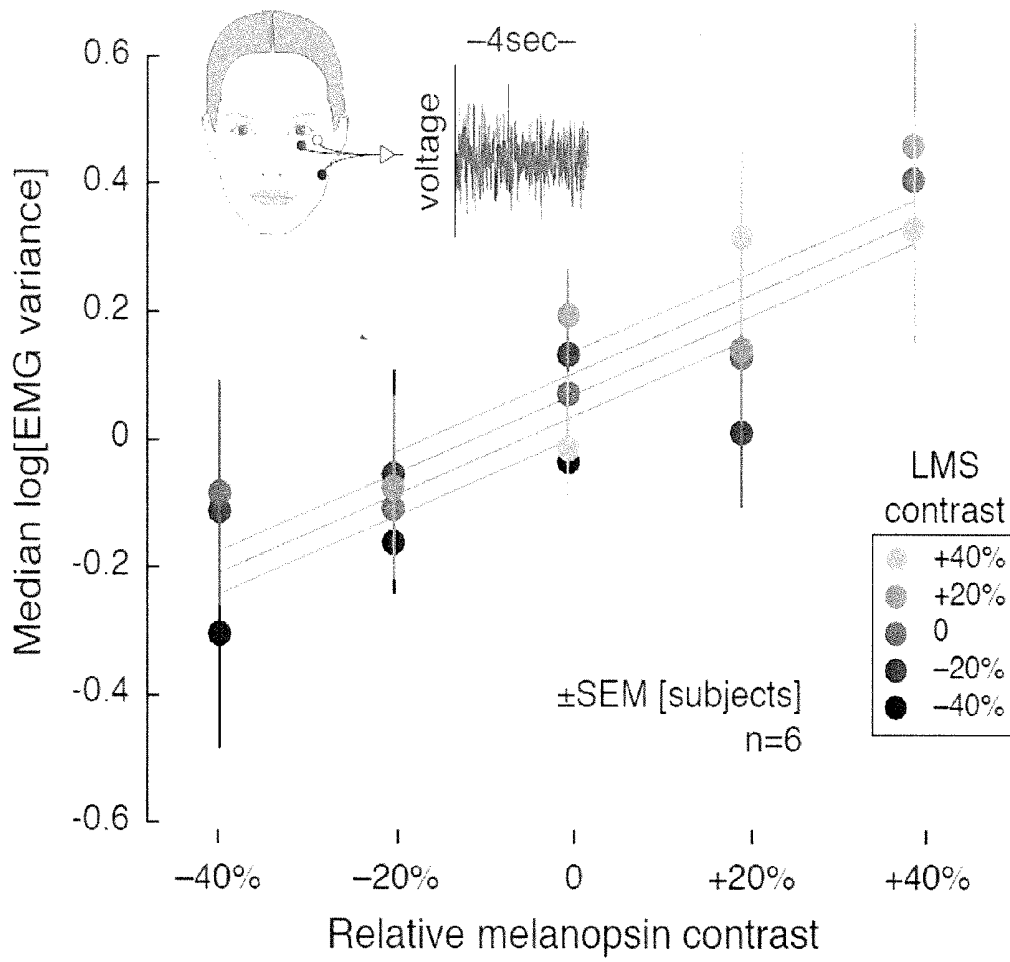 –4sec–
voltage
Median log[EMG variance]
0.6
0.4
0.2
0
-0.2
-0.4
-0.6
–40%
–20%
0
+20%
+40%
Relative melanopsin contrast
±SEM [subjects]
n=6
LMS
contrast
+40%
+20%
0
–20%
–40%